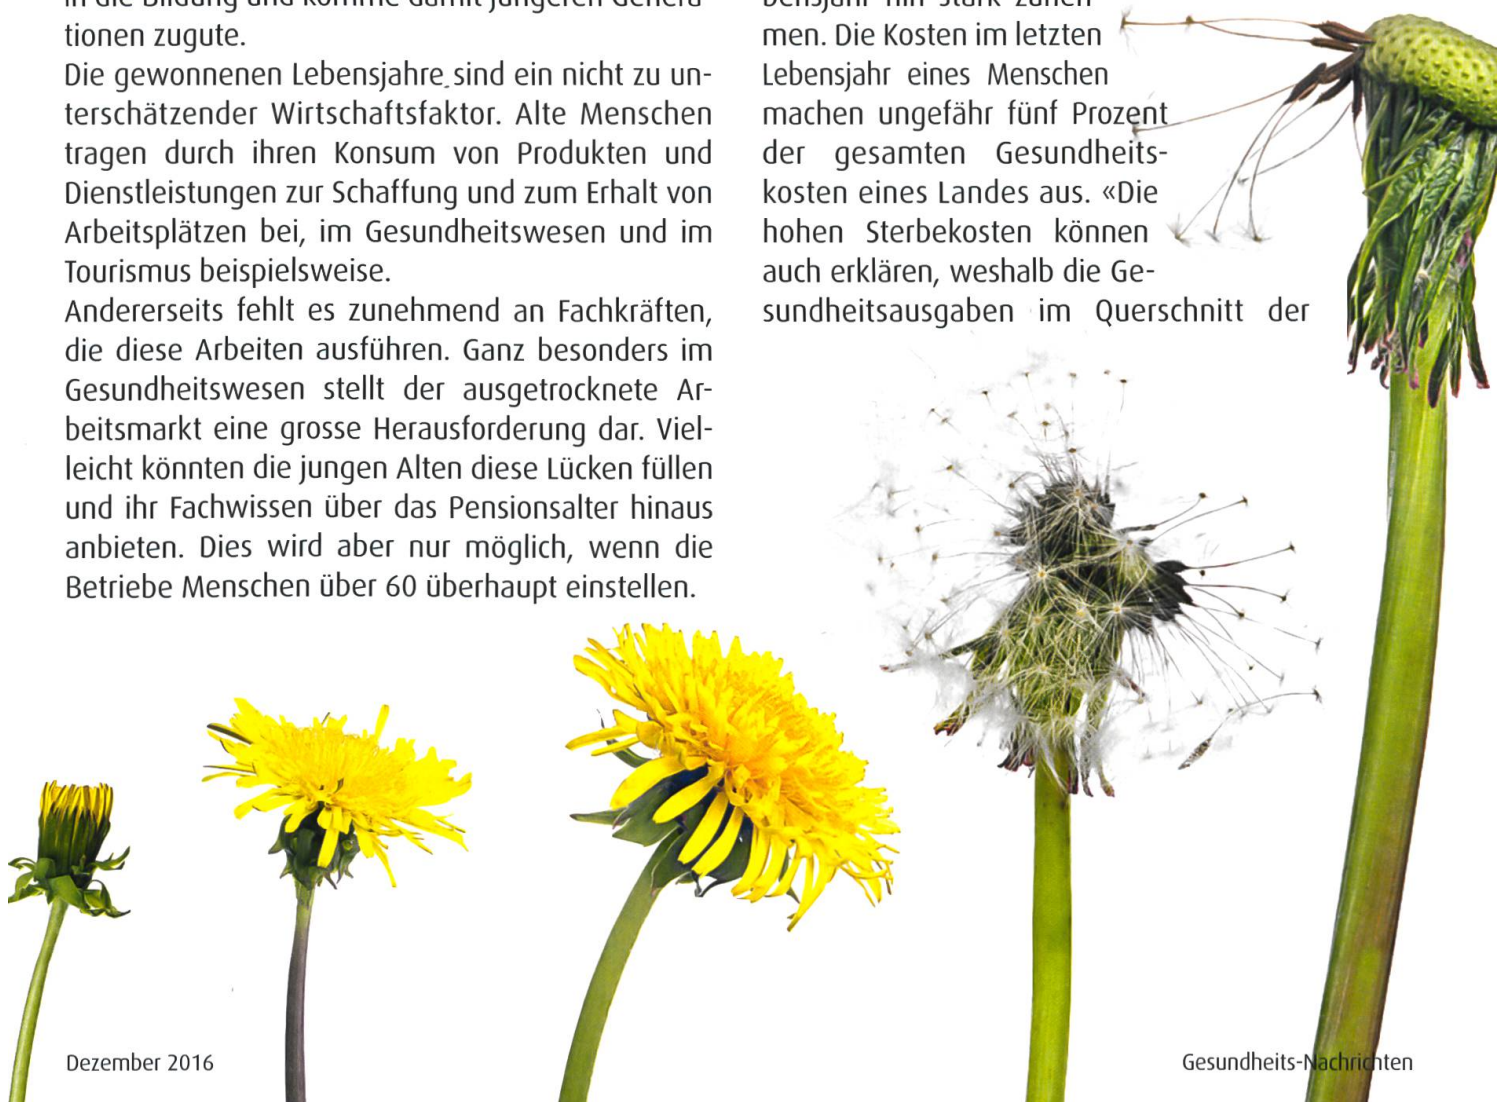 tionen zugute.
Die gewonnenen Lebensjahre sind ein nicht zu un-
terschätzender Wirtschaftsfaktor. Alte Menschen
tragen durch ihren Konsum von Produkten und
Dienstleistungen zur Schaffung und zum Erhalt von
Arbeitsplätzen bei, im Gesundheitswesen und im
Tourismus beispielsweise.
Andererseits fehlt es zunehmend an Fachkräften,
die diese Arbeiten ausführen. Ganz besonders im
Gesundheitswesen stellt der ausgetrocknete Ar-
beitsmarkt eine grosse Herausforderung dar. Viel-
leicht könnten die jungen Alten diese Lücken füllen
und ihr Fachwissen über das Pensionsalter hinaus
anbieten. Dies wird aber nur möglich, wenn die
Betriebe Menschen über 60 überhaupt einstellen.
men. Die Kosten im letzten
Lebensjahr eines Menschen
machen ungefähr fünf Prozent
der gesamten Gesundheits-
kosten eines Landes aus. «Die
hohen Sterbekosten können
auch erklären, weshalb die Ge-
sundheitsausgaben im Querschnitt der
Dezember 2016
Gesundheits-Nachrichten